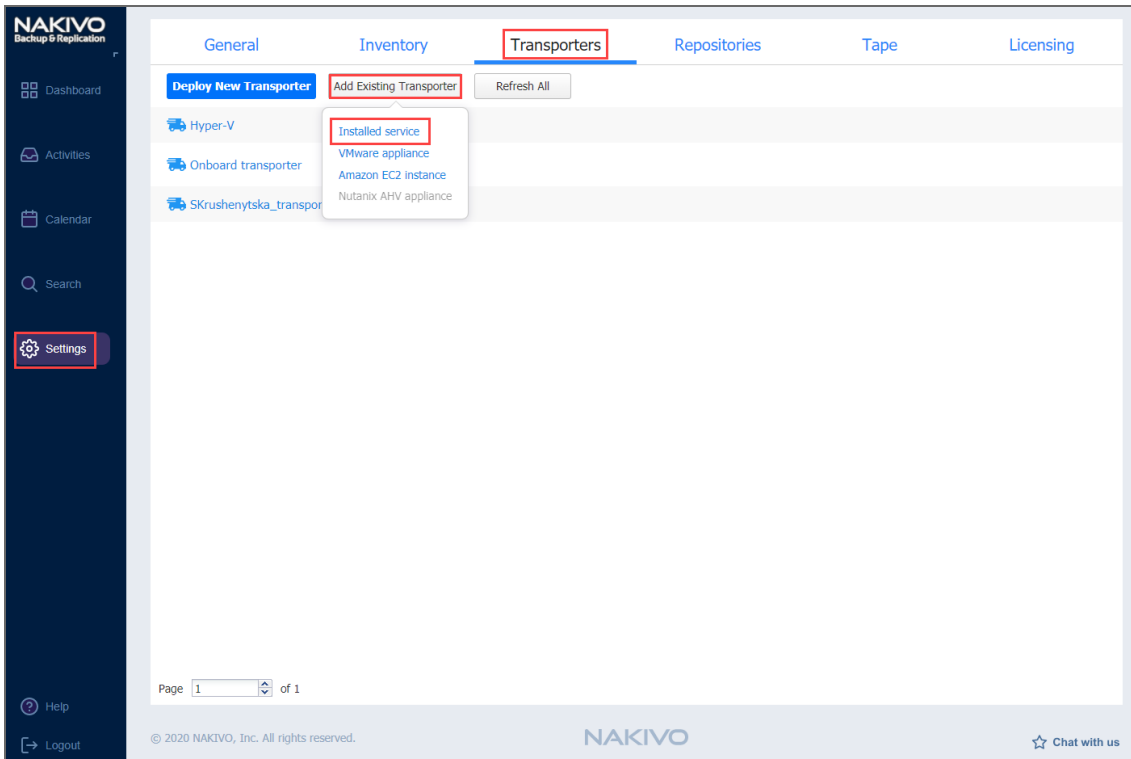 NAKIVO
Backup & Replication
Dashboard
Activities
Calendar
Search
Settings
Help
Logout
General Inventory Transporters Repositories Tape Licensing
Deploy New Transporter Add Existing Transporter Refresh All
Hyper-V
Onboard transporter
SKrushenytska_transpor
Installed service
VMware appliance
Amazon EC2 instance
Nutanix AHV appliance
Page 1 of 1
© 2020 NAKIVO, Inc. All rights reserved.
NAKIVO
Chat with us